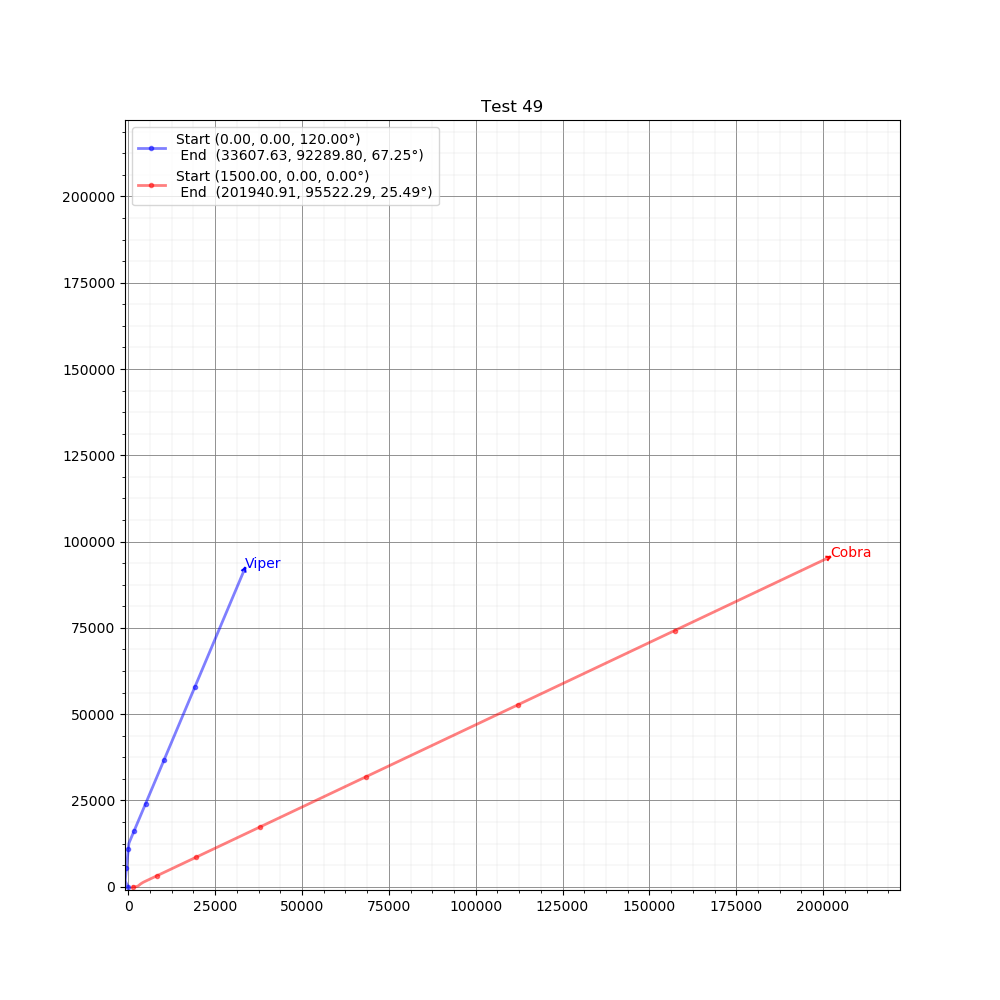 Test 49
Start (0.00, 0.00, 120.00°)
End (33607.63, 92289.80, 67.25°)
Start (1500.00, 0.00, 0.00°)
End (201940.91, 95522.29, 25.49°)
200000
175000
150000
125000
100000
75000
50000
25000
0
Viper
Cobra
0 25000 50000 75000 100000 125000 150000 175000 200000